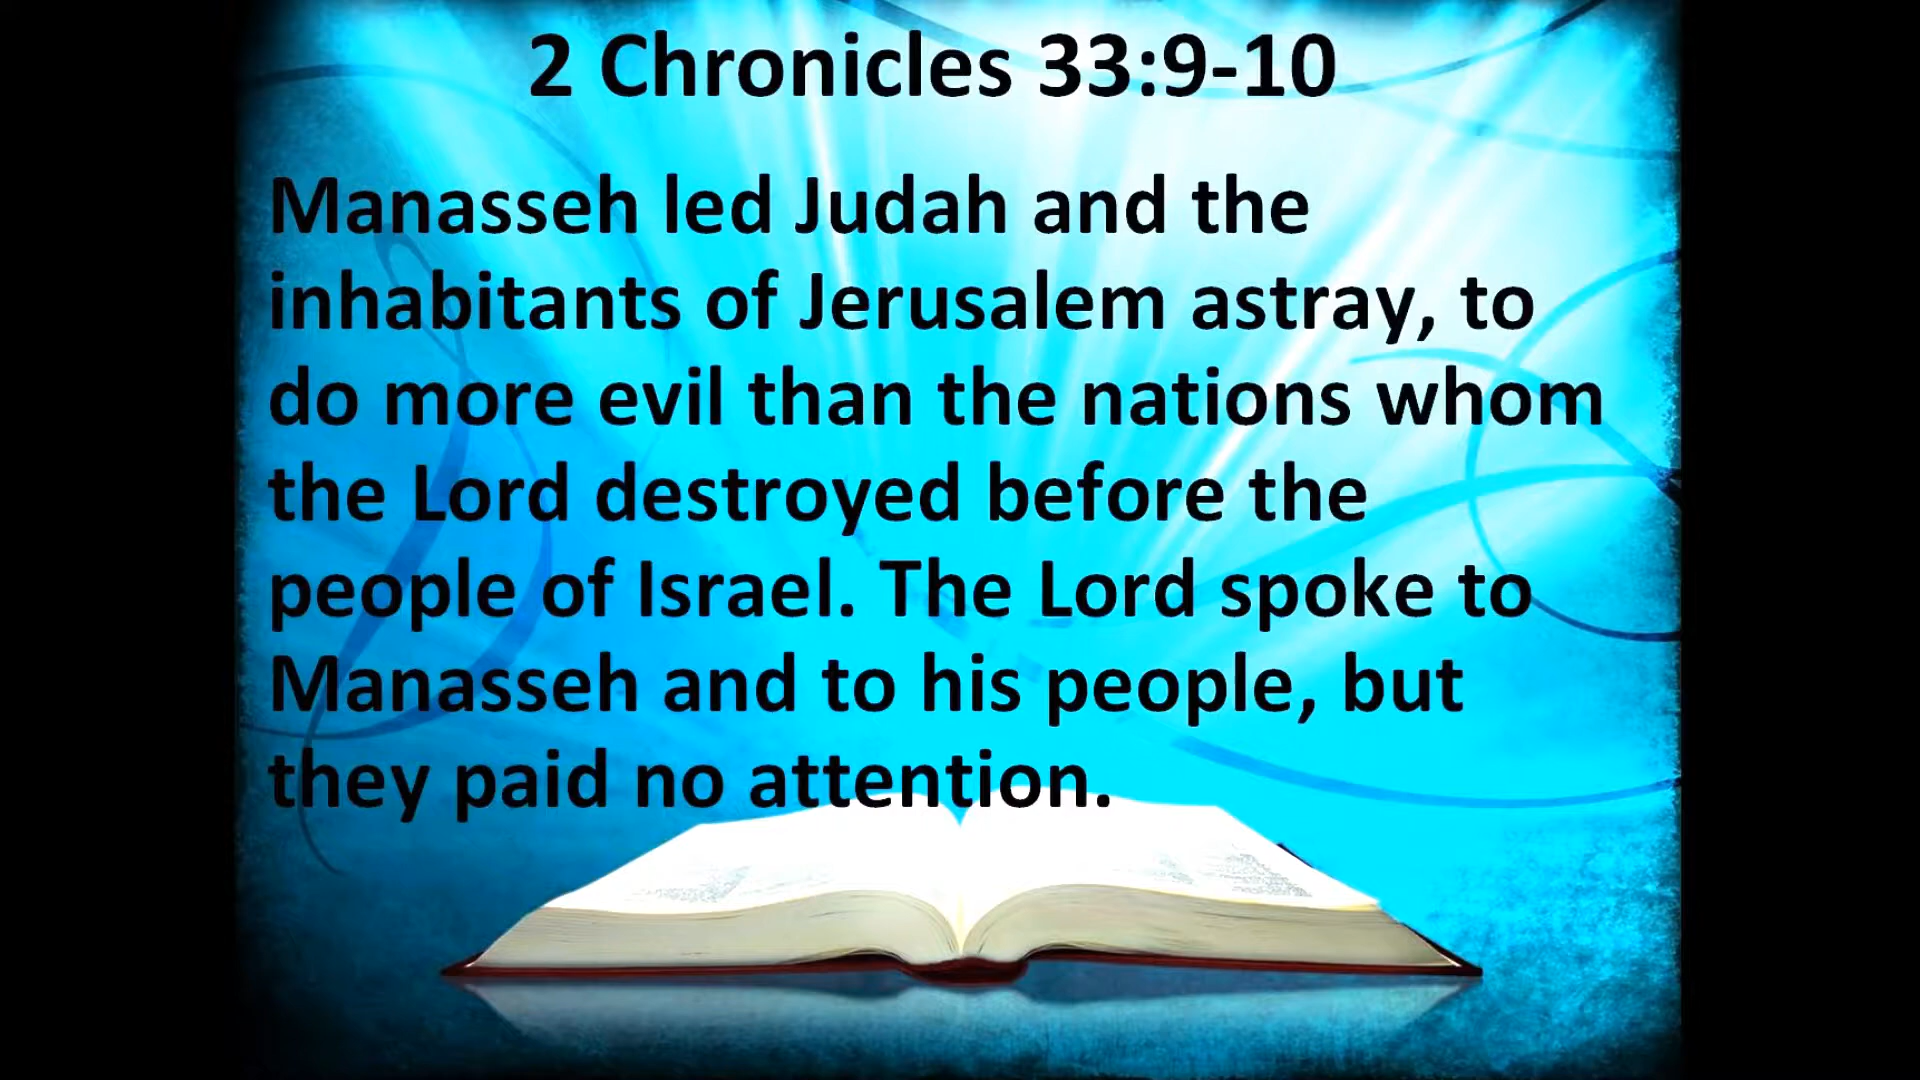 2 Chronicles 33:9-10
Manasseh led Judah and the
inhabitants of Jerusalem astray, to
do more evil than the nations whom
the Lord destroyed before the
people of Israel. The Lord spoke to
Manasseh and to his people, but
they paid no attention.